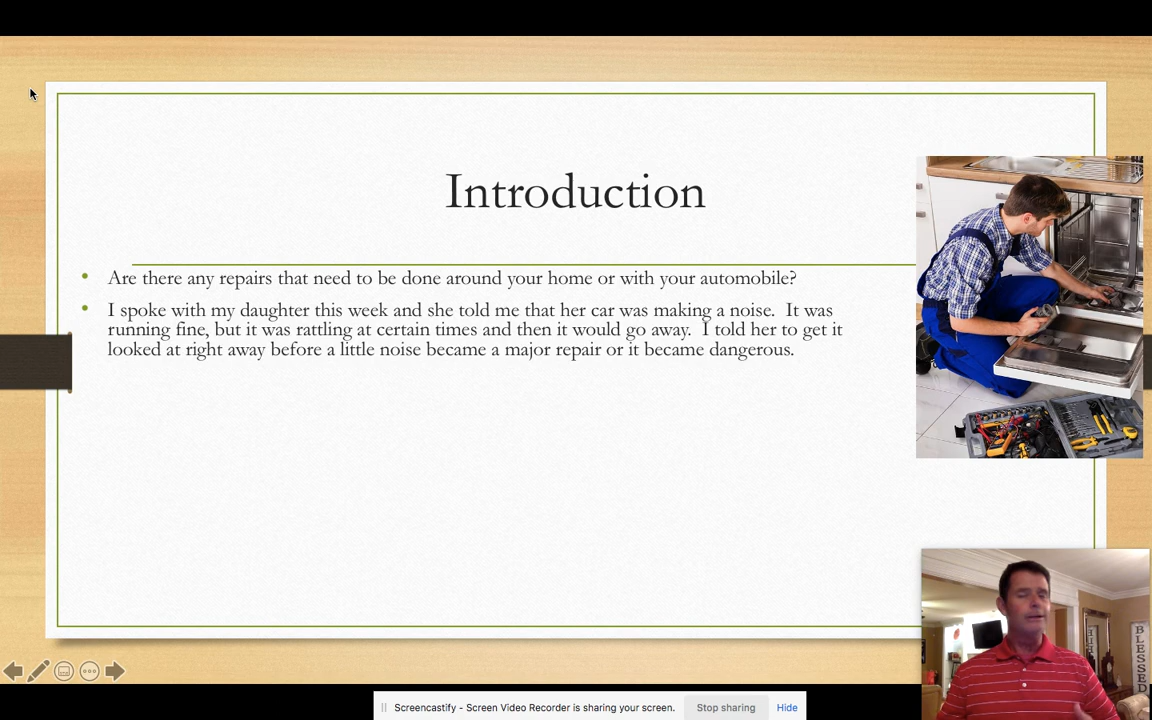 Introduction
• Are there any repairs that need to be done around your home or with your automobile?
• I spoke with my daughter this week and she told me that her car was making a noise.  It was
running fine, but it was rattling at certain times and then it would go away.  I told her to get it
looked at right away before a little noise became a major repair or it became dangerous.
BLESSED
Screencastify - Screen Video Recorder is sharing your screen.
Stop sharing
Hide